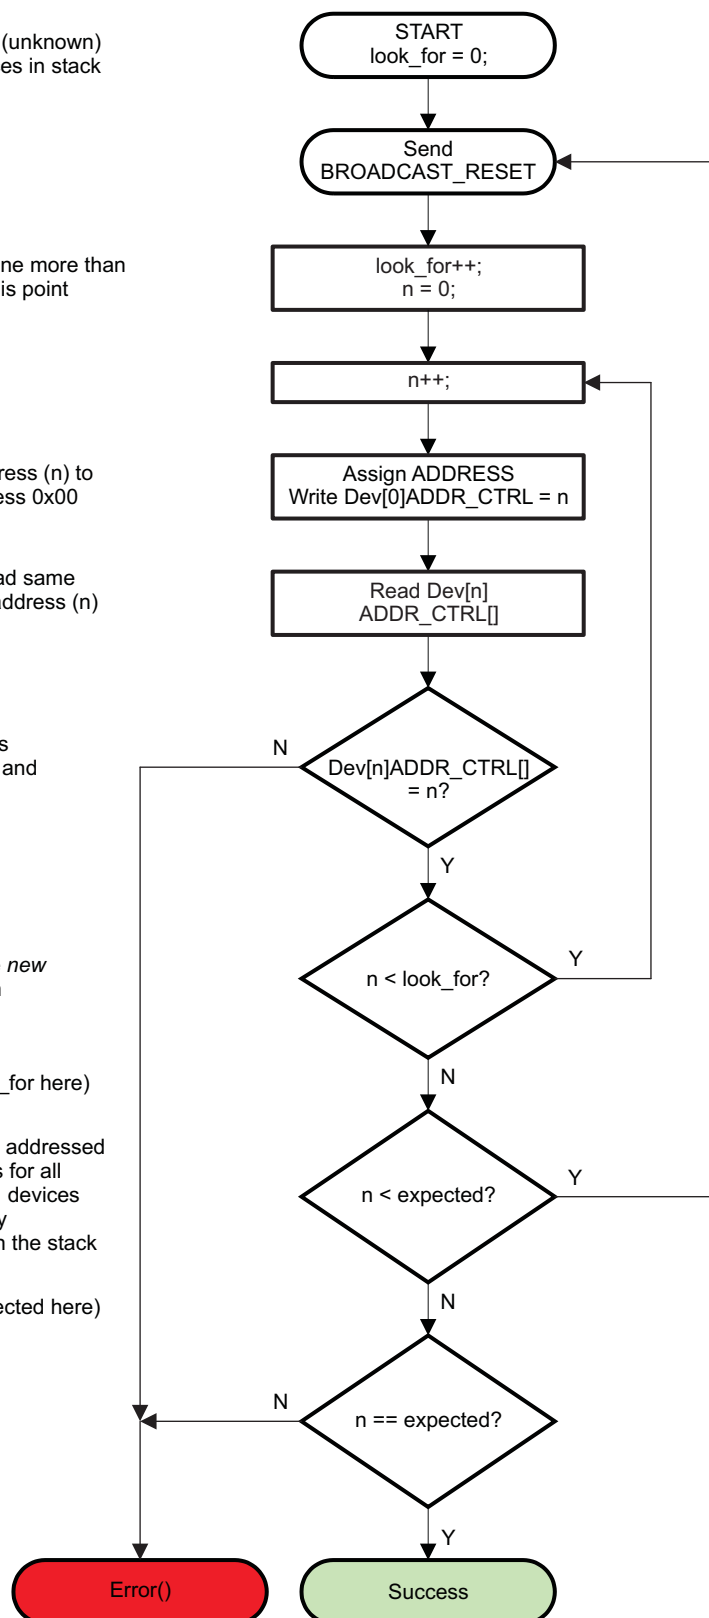 (unknown)
es in stack
START
look_for = 0;
Send
BROADCAST_RESET
ne more than
is point
look_for++;
n = 0;
n++;
ress (n) to
ess 0x00
Assign ADDRESS
Write Dev[0]ADDR_CTRL = n
ad same
address (n)
Read Dev[n]
ADDR_CTRL[]
s
and
N
Dev[n]ADDR_CTRL[]
= n?
Y
new
n
n < look_for?
Y
N
_for here)
addressed
s for all
devices
y
n the stack
n < expected?
Y
N
ected here)
N
n == expected?
Y
Error()
Success